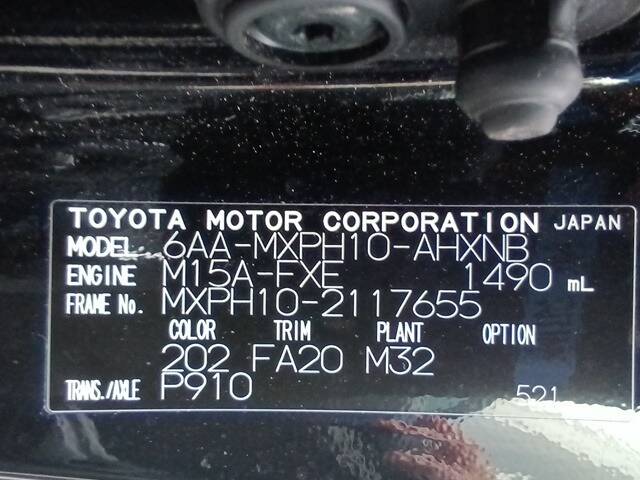 TOYOTA MOTOR CORPORATION JAPAN
MODEL 6AA-MXPH10-AHXNB
ENGINE M15A-FXE 1490 mL
FRAME No. MXPH10-2117655
COLOR TRIM PLANT OPTION
202 FA20 M32
TRANS./AXLE P910 521